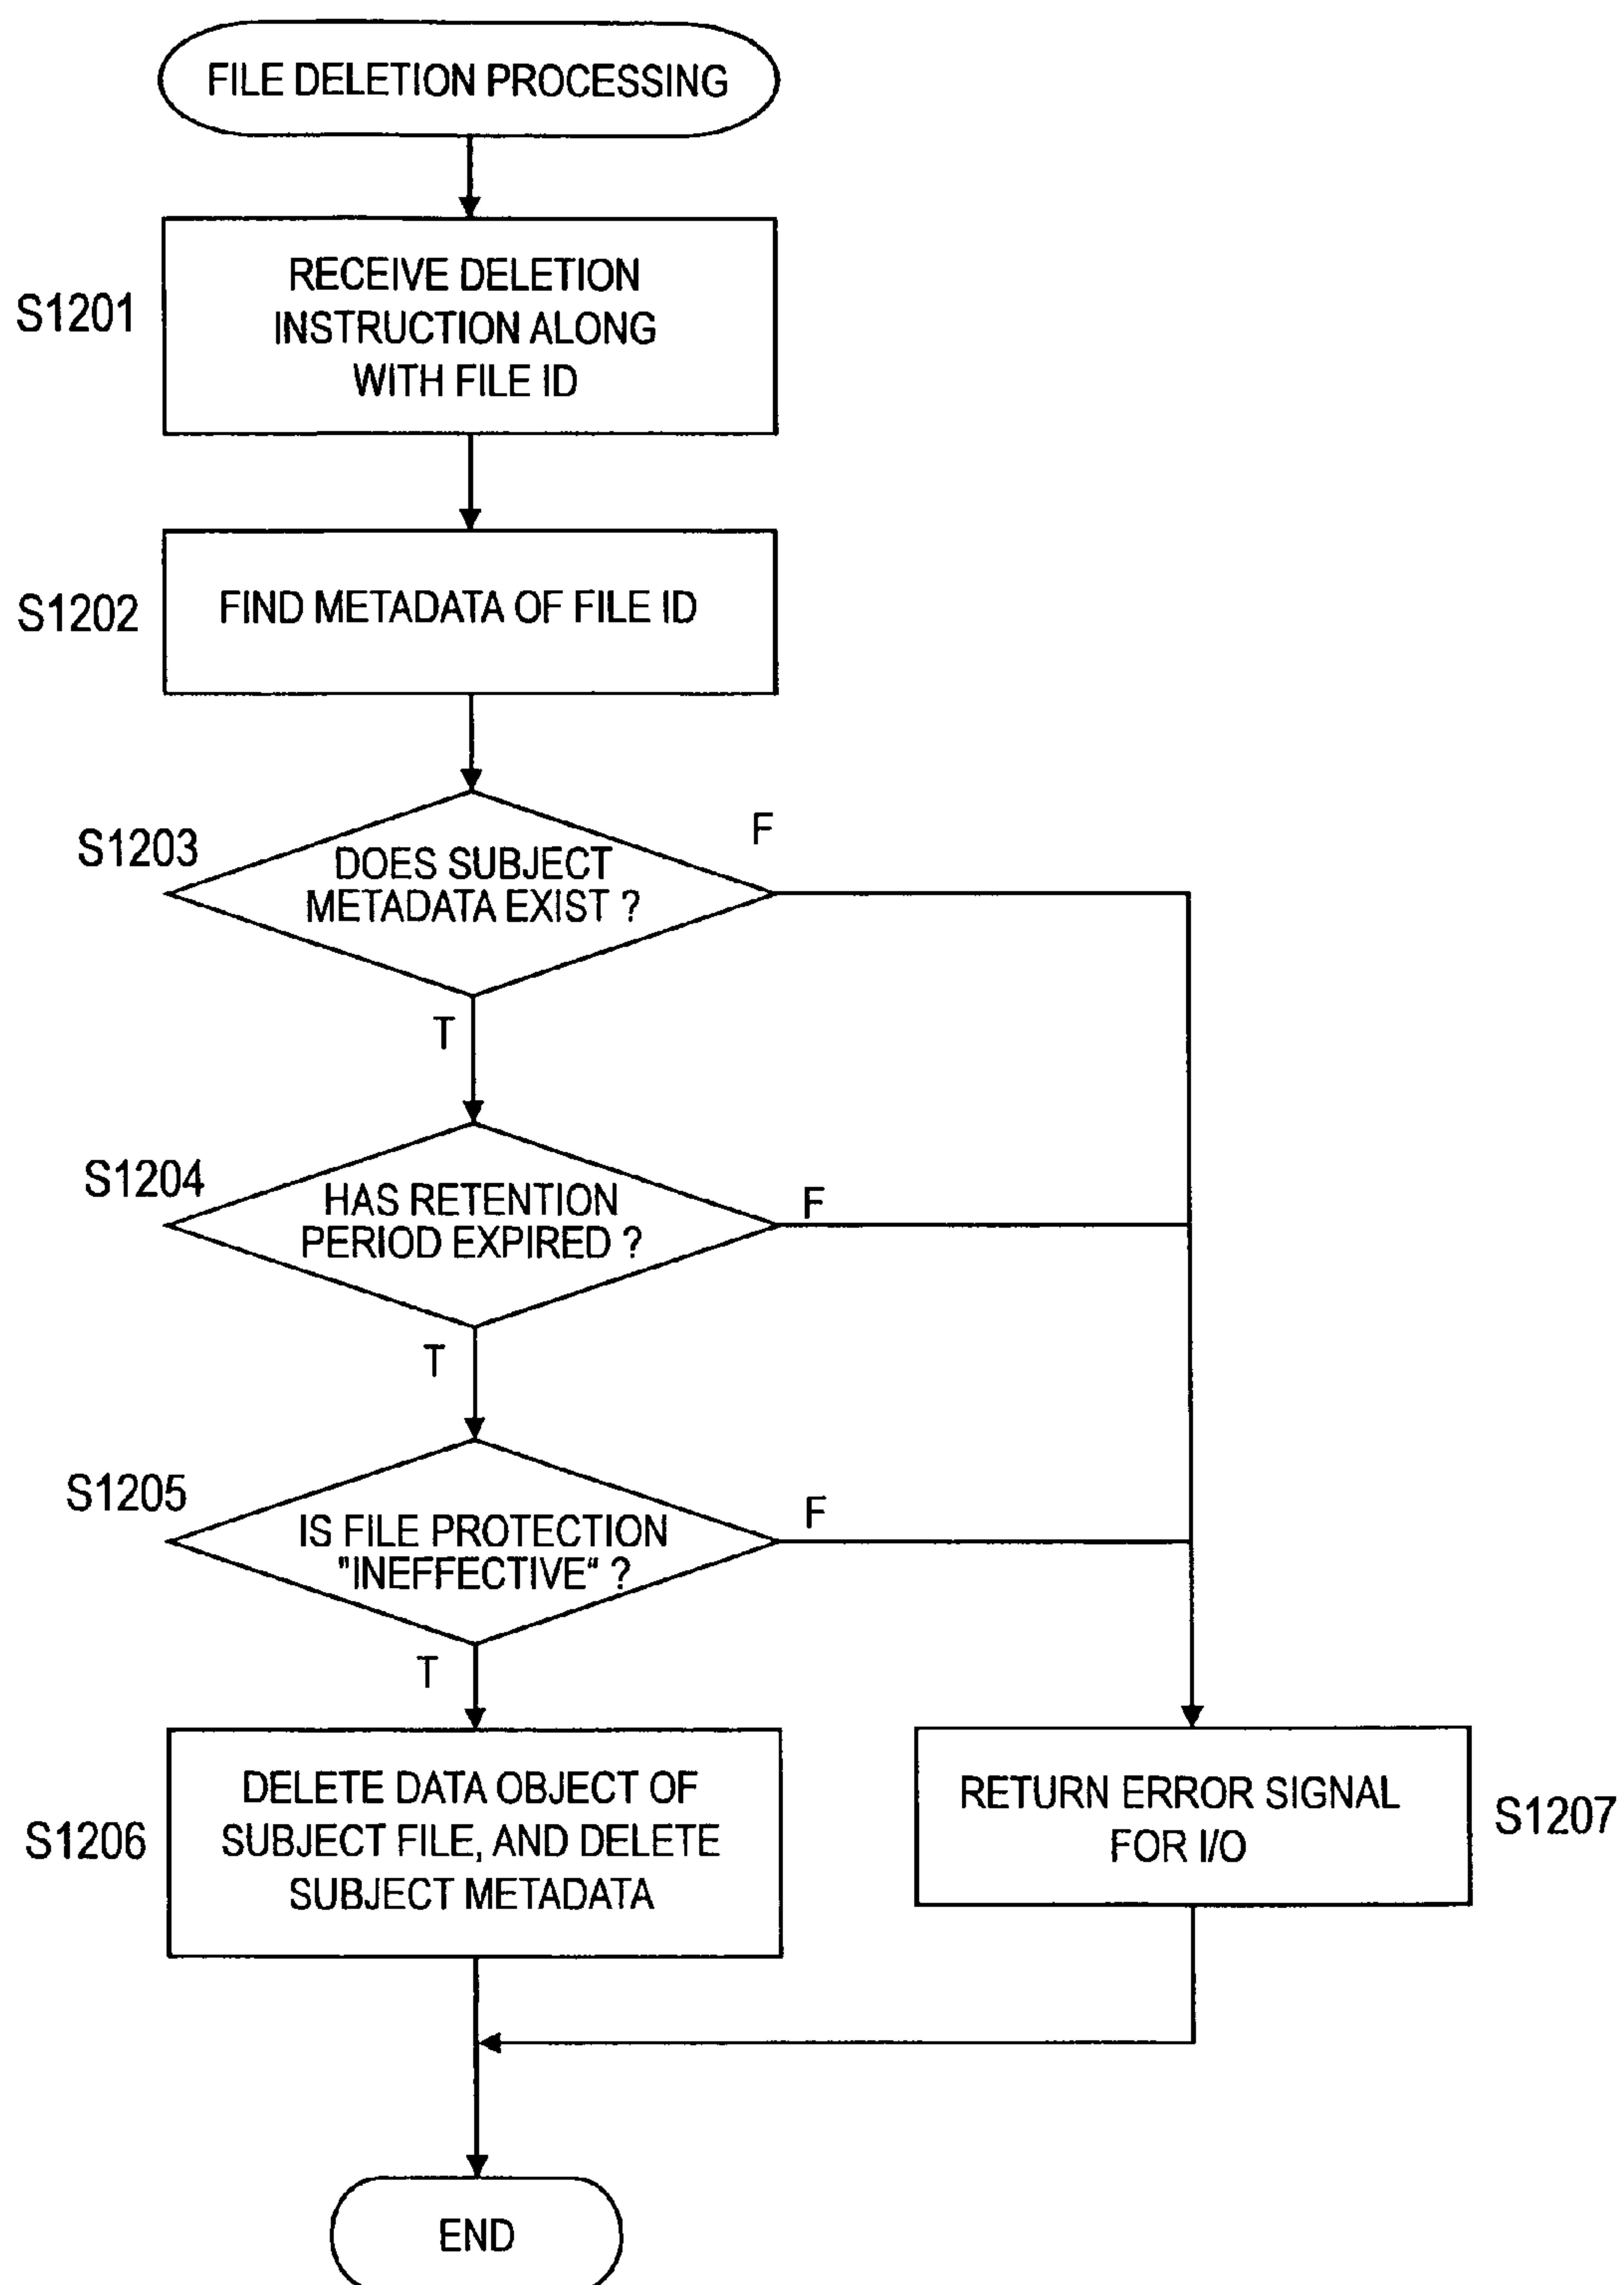 FILE DELETION PROCESSING
S1201
RECEIVE DELETION
INSTRUCTION ALONG
WITH FILE ID
S1202
FIND METADATA OF FILE ID
S1203
DOES SUBJECT
METADATA EXIST ?
F
T
S1204
HAS RETENTION
PERIOD EXPIRED ?
F
T
S1205
IS FILE PROTECTION
"INEFFECTIVE" ?
F
T
S1206
DELETE DATA OBJECT OF
SUBJECT FILE, AND DELETE
SUBJECT METADATA
RETURN ERROR SIGNAL
FOR I/O
S1207
END